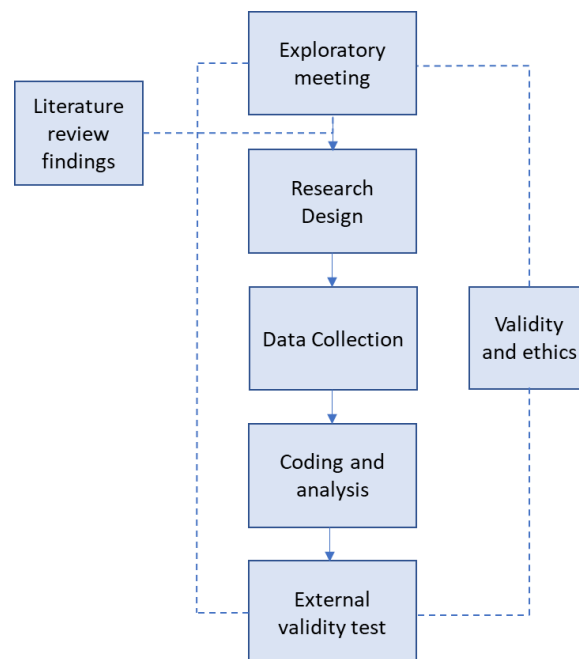 Exploratory
meeting
Literature
review
findings
Research
Design
Data Collection
Validity
and ethics
Coding and
analysis
External
validity test